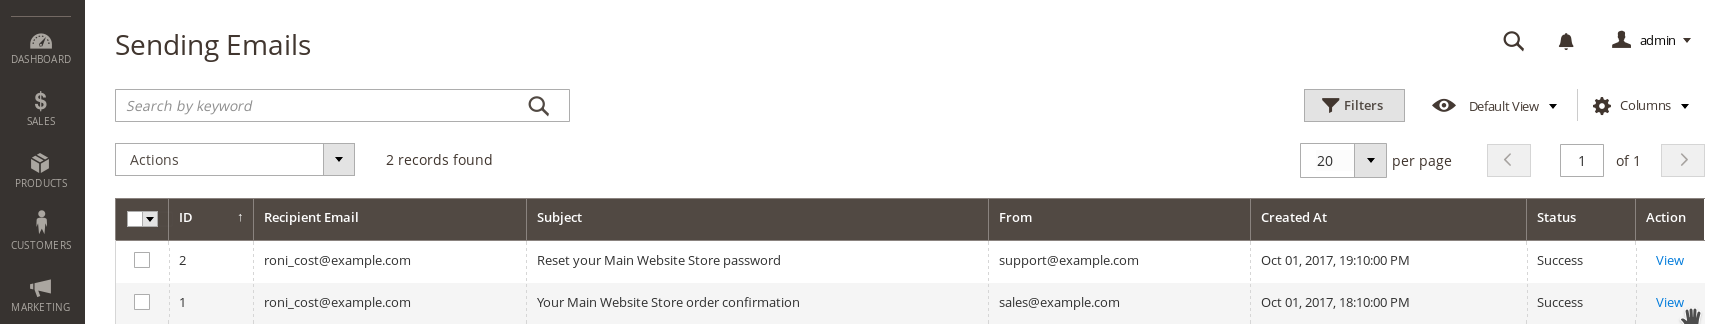 Sending Emails
admin
DASHBOARD
SALES
PRODUCTS
CUSTOMERS
MARKETING
Search by keyword
Filters
Default View
Columns
Actions
2 records found
20 per page
1 of 1
ID ↑ Recipient Email Subject From Created At Status Action
2 roni_cost@example.com Reset your Main Website Store password support@example.com Oct 01, 2017, 19:10:00 PM Success View
1 roni_cost@example.com Your Main Website Store order confirmation sales@example.com Oct 01, 2017, 18:10:00 PM Success View